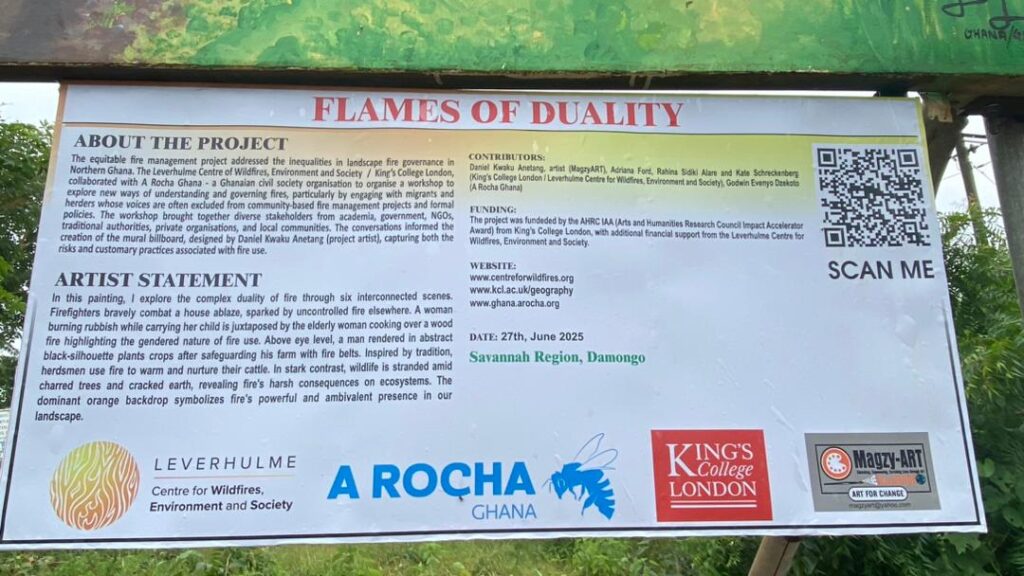 GHANA/
FLAMES OF DUALITY
ABOUT THE PROJECT
The equitable fire management project addressed the inequalities in landscape fire governance in
Northern Ghana. The Leverhulme Centre for Wildfires, Environment and Society / King's College London,
collaborated with A Rocha Ghana - a Ghanaian civil society organisation to organise a workshop to
explore new ways of understanding and governing fires, particularly by engaging with migrants and
herders whose voices are often excluded from community-based fire management projects and formal
policies. The workshop brought together diverse stakeholders from academia, government, NGOs,
traditional authorities, private organisations, and local communities. The conversations informed the
creation of the mural billboard, designed by Daniel Kwaku Anetang (project artist), capturing both the
risks and customary practices associated with fire use.
ARTIST STATEMENT
In this painting, I explore the complex duality of fire through six interconnected scenes.
Firefighters bravely combat a house ablaze, sparked by uncontrolled fire elsewhere. A woman
burning rubbish while carrying her child is juxtaposed by the elderly woman cooking over a wood
fire highlighting the gendered nature of fire use. Above eye level, a man rendered in abstract
black-silhouette plants crops after safeguarding his farm with fire belts. Inspired by tradition,
herdsmen use fire to warm and nurture their cattle. In stark contrast, wildlife is stranded amid
charred trees and cracked earth, revealing fire's harsh consequences on ecosystems. The
dominant orange backdrop symbolizes fire's powerful and ambivalent presence in our
landscape.
CONTRIBUTORS:
Daniel Kwaku Anetang, artist (MagzyART), Adriana Ford, Rahina Sidiki Alare and Kate Schreckenberg
(King's College London / Leverhulme Centre for Wildfires, Environment and Society), Godwin Evenyo Dzekoto
(A Rocha Ghana)
FUNDING:
The project was fundeded by the AHRC IAA (Arts and Humanities Research Council Impact Accelerator
Award) from King's College London, with additional financial support from the Leverhulme Centre for
Wildfires, Environment and Society.
WEBSITE:
www.centreforwildfires.org
www.kcl.ac.uk/geography
www.ghana.arocha.org
DATE: 27th, June 2025
Savannah Region, Damongo
SCAN ME
LEVERHULME
Centre for Wildfires,
Environment and Society
A ROCHA
GHANA
KING'S
College
LONDON
Magzy-ART
ART FOR CHANGE
magzyart@yahoo.com